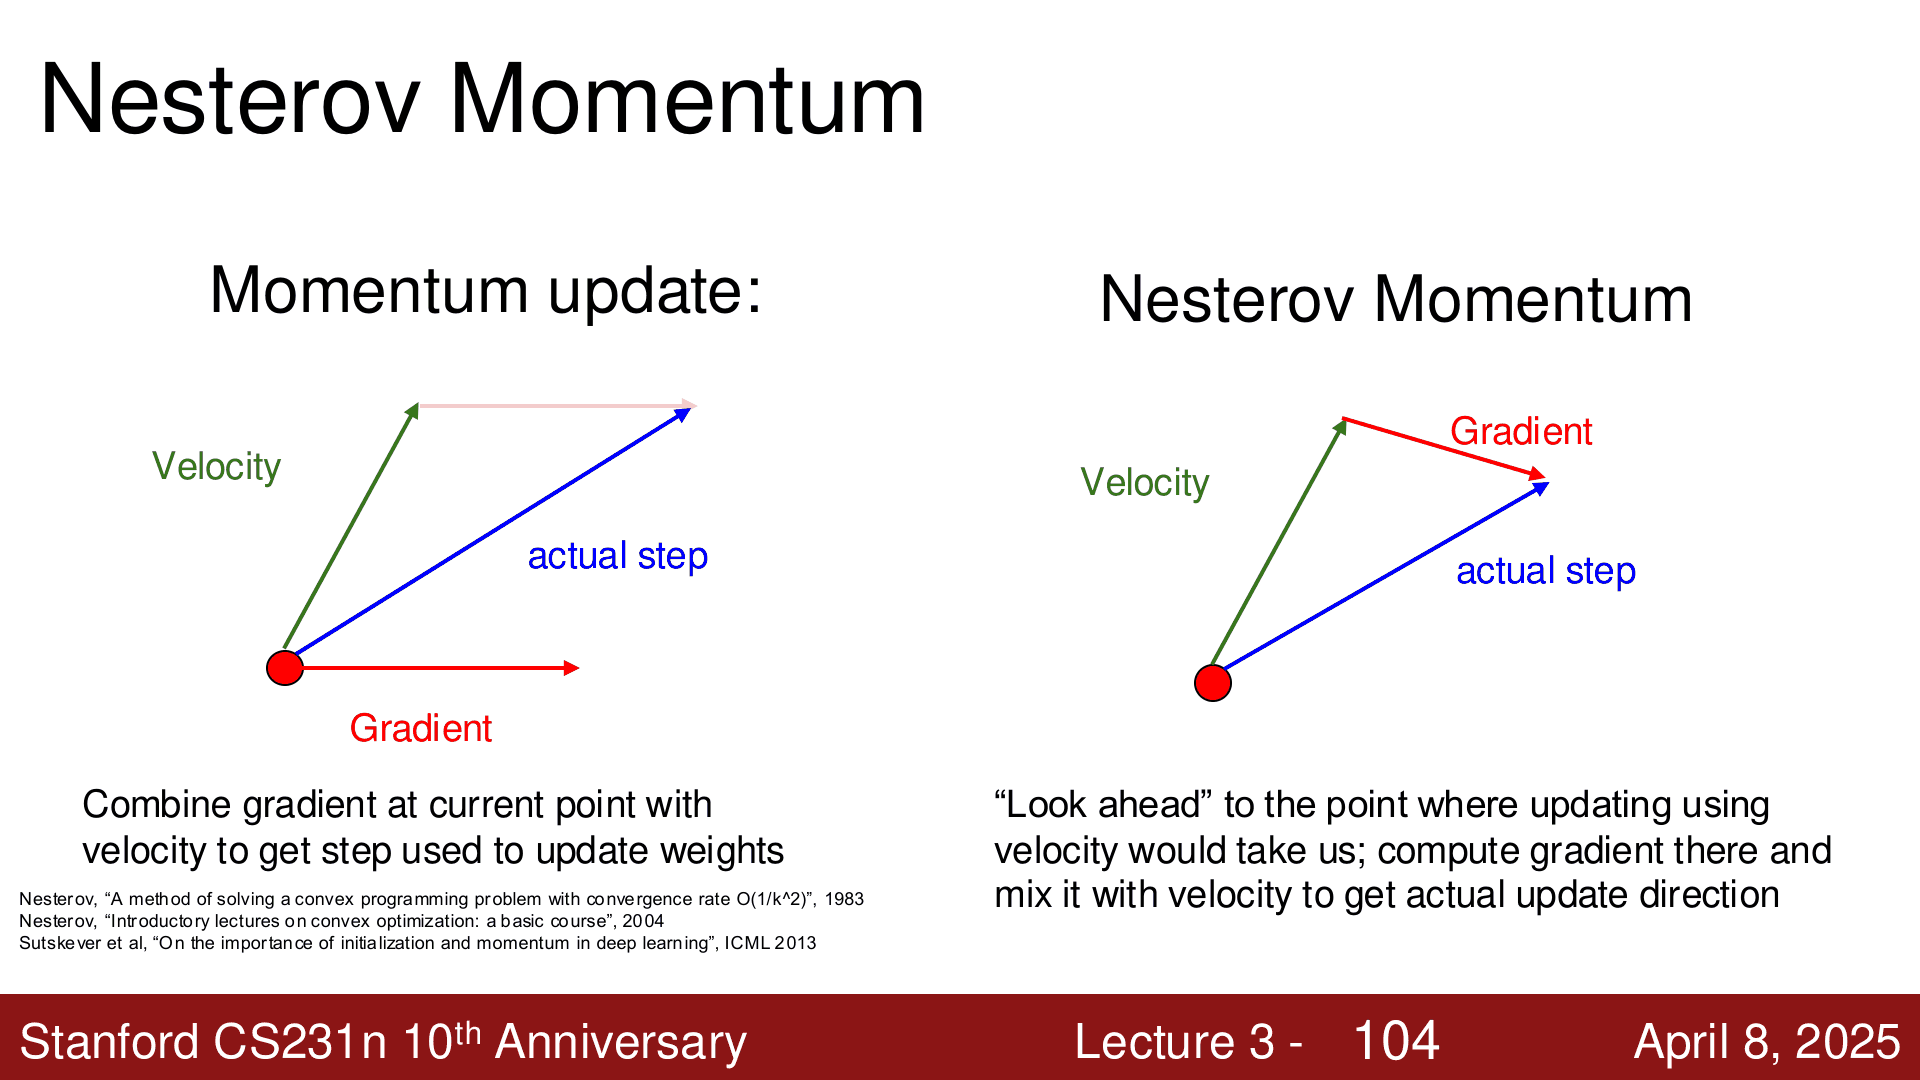 Nesterov Momentum
Momentum update:
Velocity
actual step
Gradient
Combine gradient at current point with
velocity to get step used to update weights
Nesterov Momentum
Gradient
Velocity
actual step
“Look ahead” to the point where updating using
velocity would take us; compute gradient there and
mix it with velocity to get actual update direction
Nesterov, “A method of solving a convex programming problem with convergence rate O(1/k^2)”, 1983
Nesterov, “Introductory lectures on convex optimization: a basic course”, 2004
Sutskever et al, “On the importance of initialization and momentum in deep learning”, ICML 2013
Stanford CS231n 10th Anniversary
Lecture 3 - 104
April 8, 2025